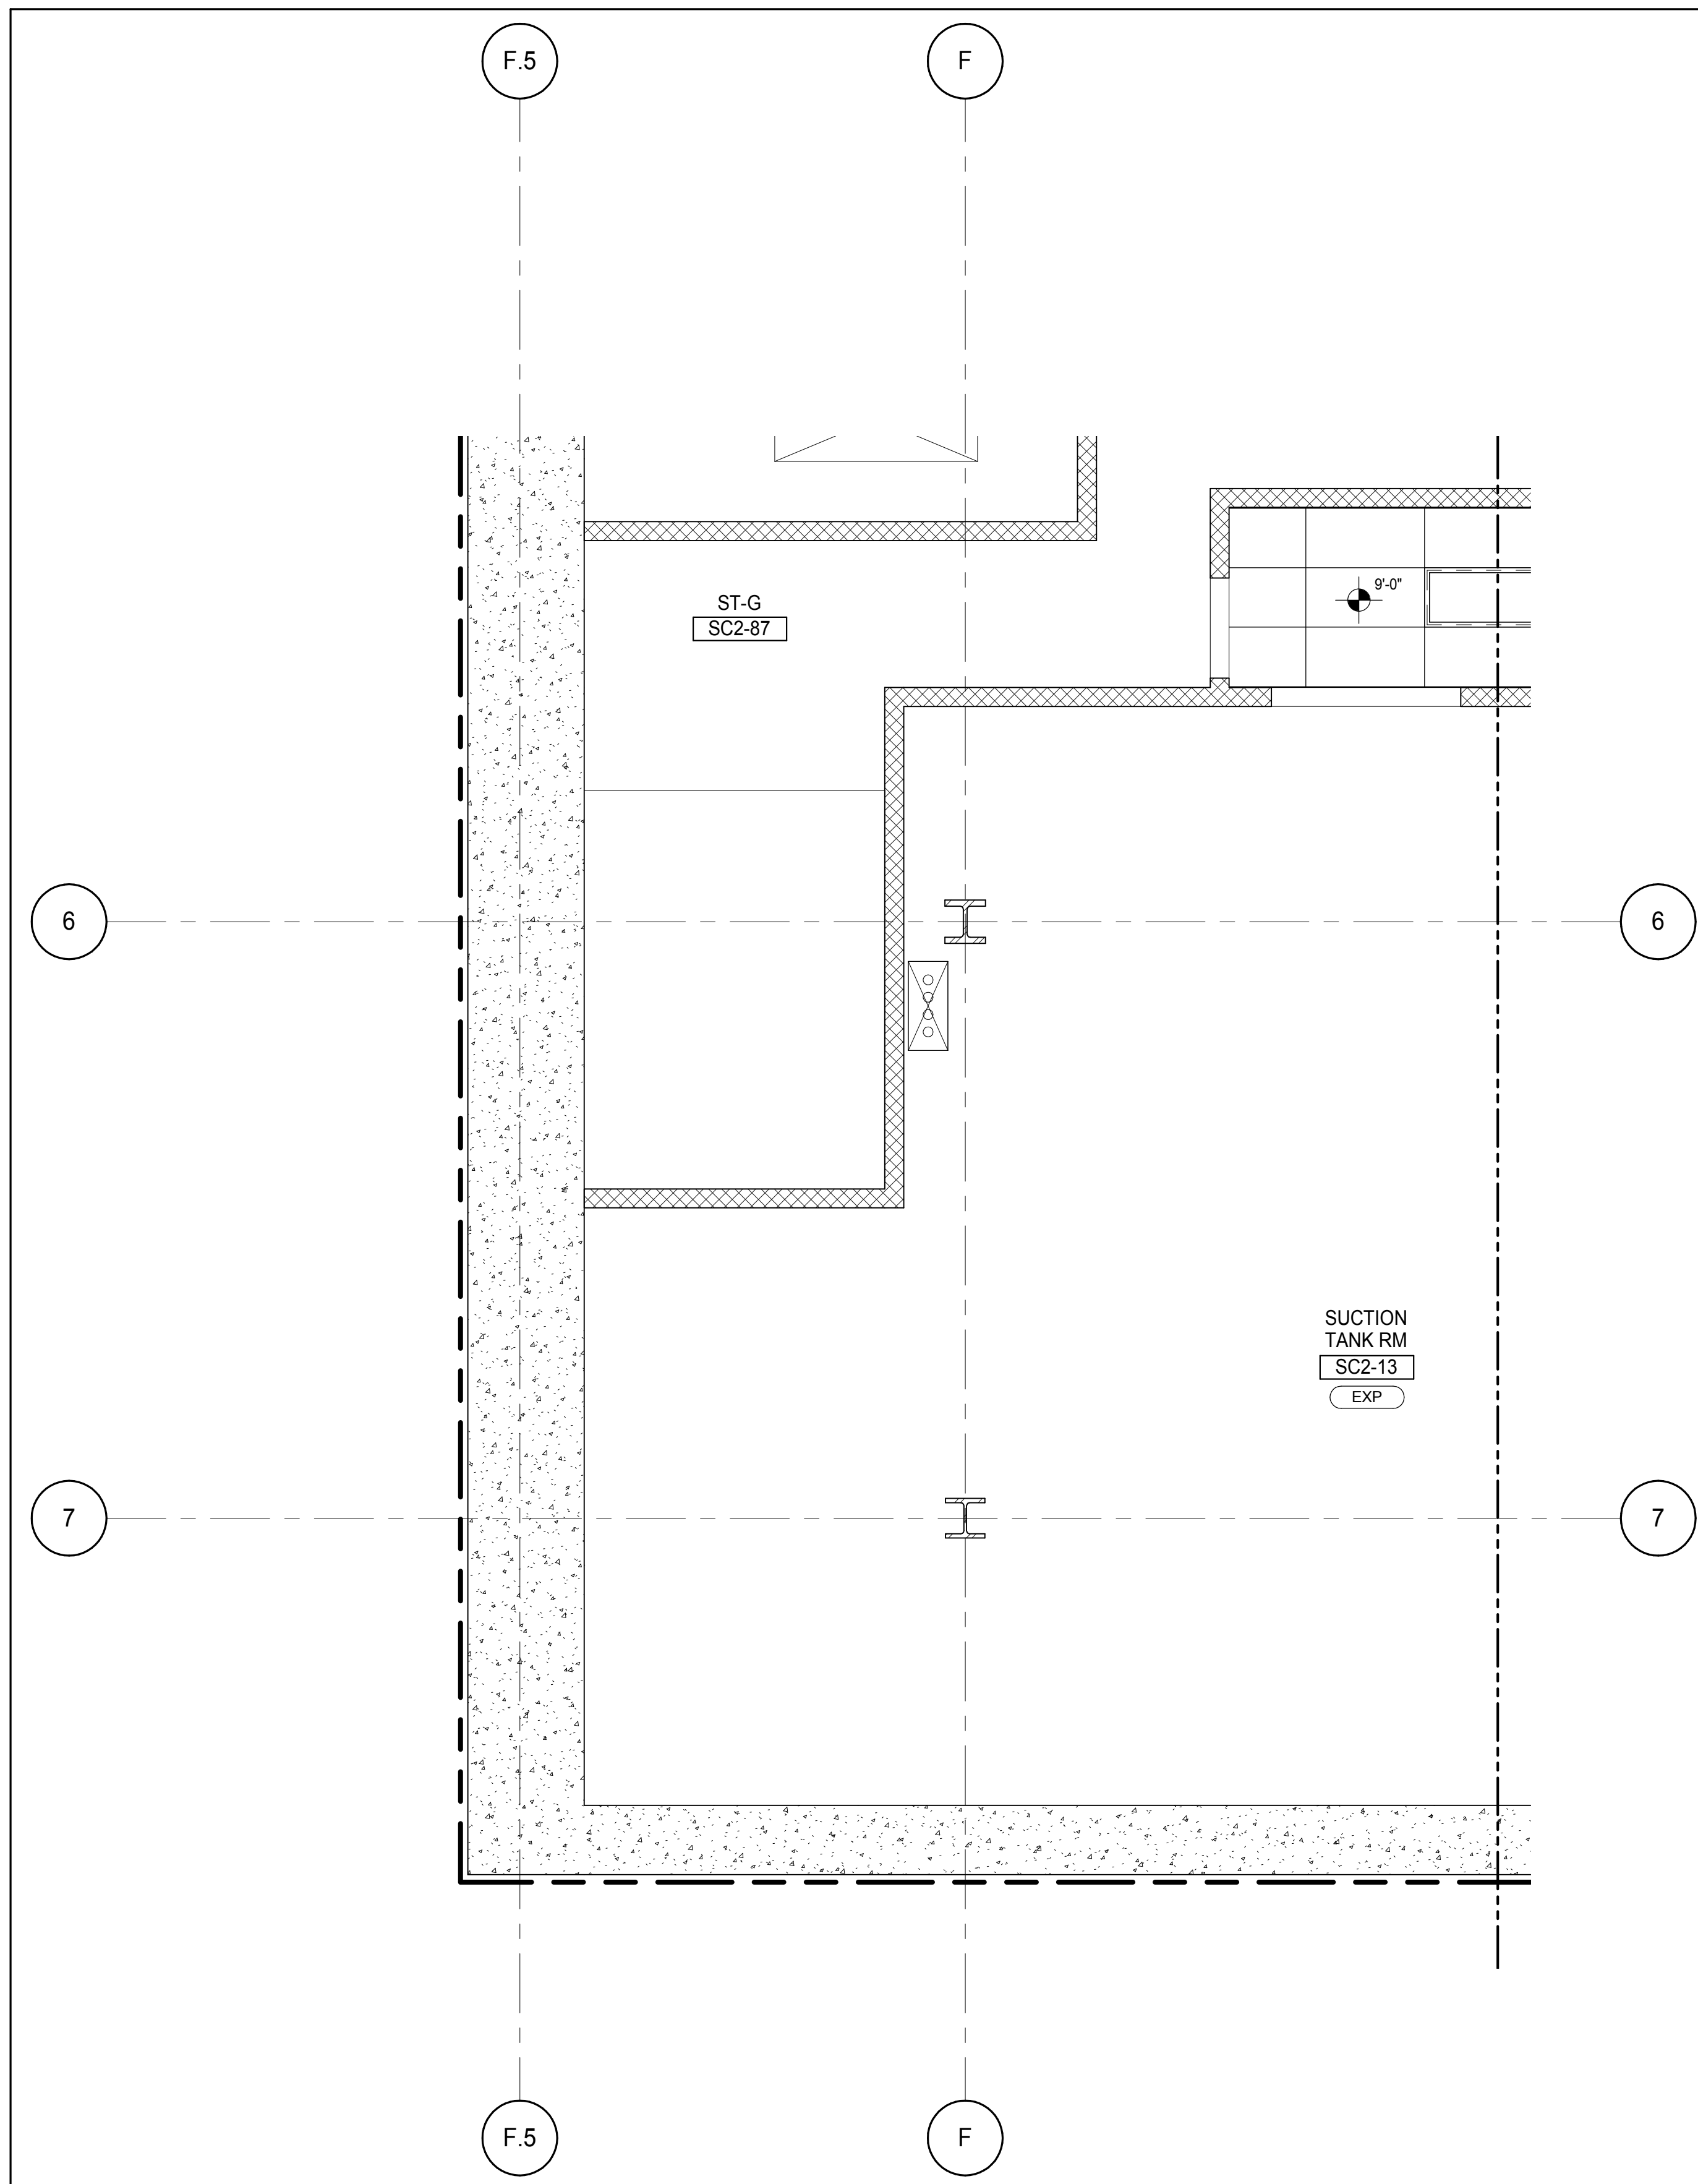 F.5
F
9'-0"
ST-G
SC2-87
6
6
SUCTION
TANK RM
SC2-13
EXP
7
7
F.5
F